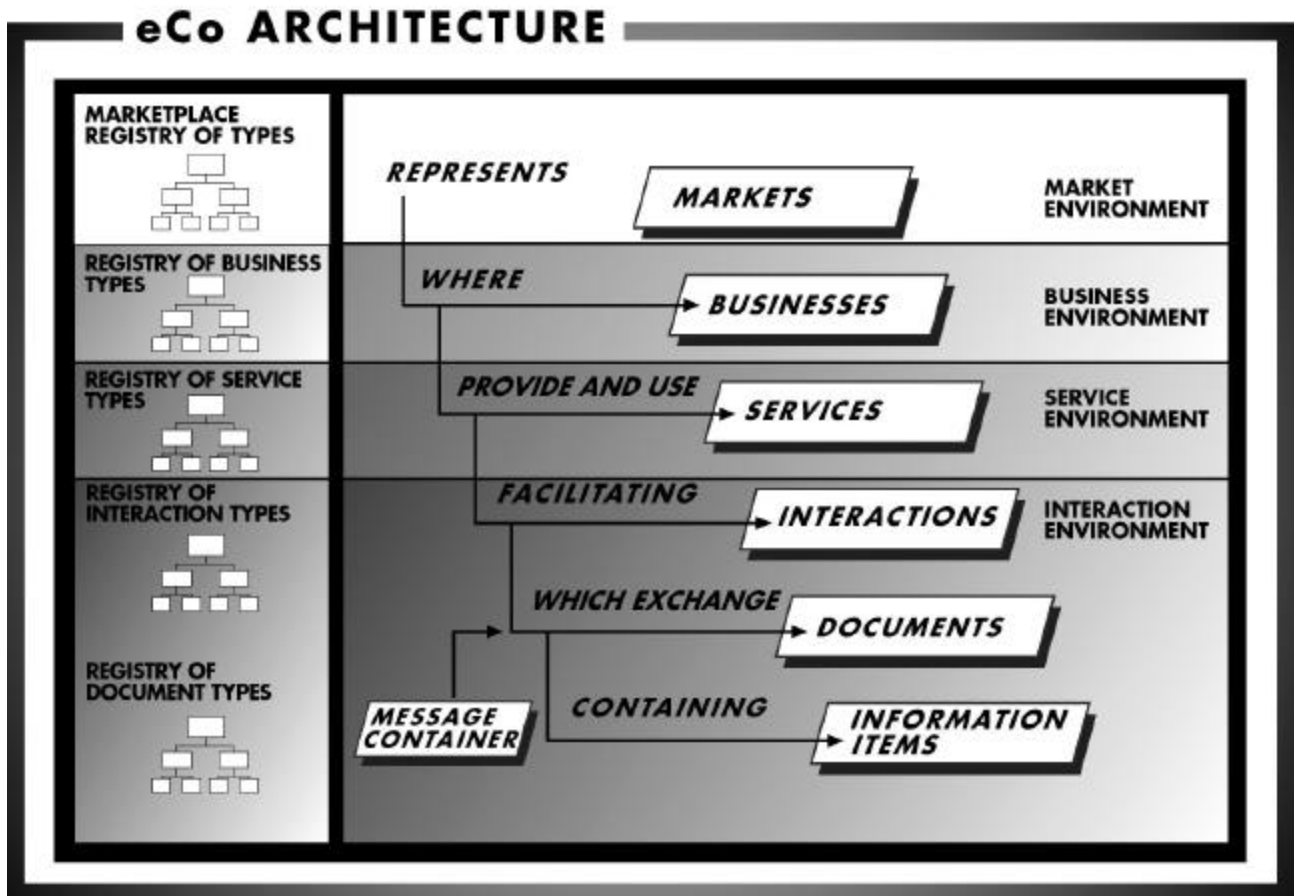 eCo ARCHITECTURE
MARKETPLACE
REGISTRY OF TYPES
REPRESENTS
MARKETS
MARKET
ENVIRONMENT
REGISTRY OF BUSINESS
TYPES
WHERE
BUSINESSES
BUSINESS
ENVIRONMENT
REGISTRY OF SERVICE
TYPES
PROVIDE AND USE
SERVICES
SERVICE
ENVIRONMENT
REGISTRY OF
INTERACTION TYPES
FACILITATING
INTERACTIONS
INTERACTION
ENVIRONMENT
WHICH EXCHANGE
DOCUMENTS
REGISTRY OF
DOCUMENT TYPES
MESSAGE
CONTAINER
CONTAINING
INFORMATION
ITEMS